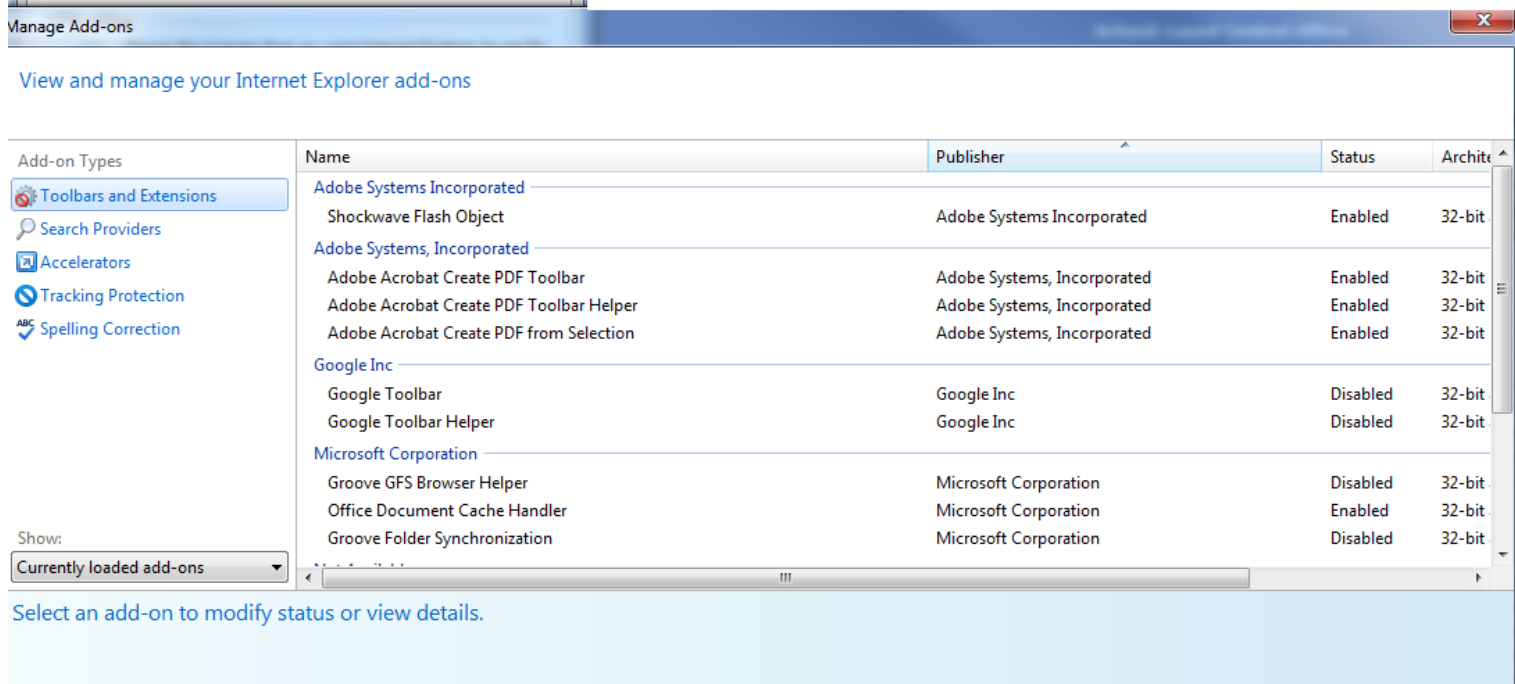 Manage Add-ons
View and manage your Internet Explorer add-ons
Add-on Types
Toolbars and Extensions
Search Providers
Accelerators
Tracking Protection
ABC Spelling Correction
Show:
Currently loaded add-ons
Name Publisher Status Archite
Adobe Systems Incorporated
Shockwave Flash Object Adobe Systems Incorporated Enabled 32-bit
Adobe Systems, Incorporated
Adobe Acrobat Create PDF Toolbar Adobe Systems, Incorporated Enabled 32-bit
Adobe Acrobat Create PDF Toolbar Helper Adobe Systems, Incorporated Enabled 32-bit
Adobe Acrobat Create PDF from Selection Adobe Systems, Incorporated Enabled 32-bit
Google Inc
Google Toolbar Google Inc Disabled 32-bit
Google Toolbar Helper Google Inc Disabled 32-bit
Microsoft Corporation
Groove GFS Browser Helper Microsoft Corporation Disabled 32-bit
Office Document Cache Handler Microsoft Corporation Enabled 32-bit
Groove Folder Synchronization Microsoft Corporation Disabled 32-bit
Select an add-on to modify status or view details.